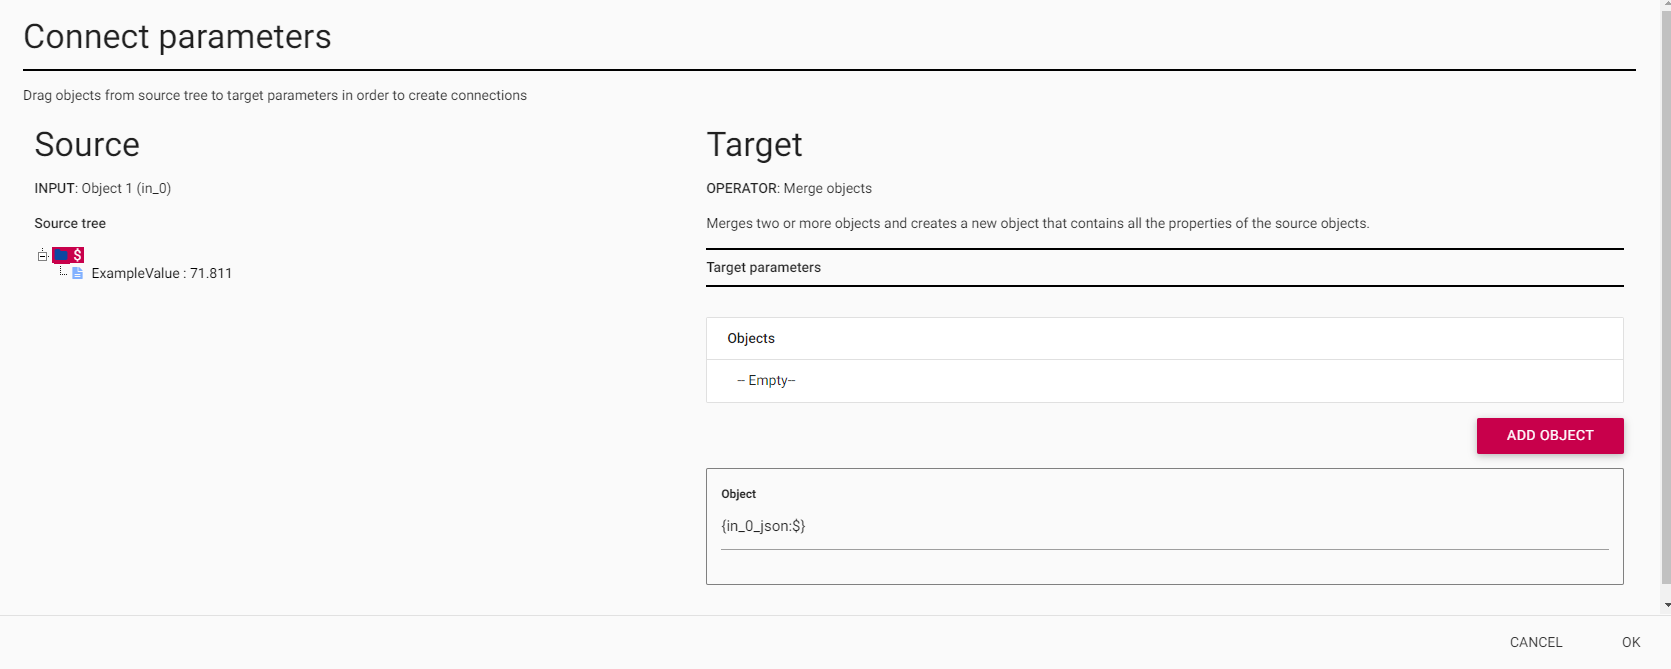 Connect parameters
Drag objects from source tree to target parameters in order to create connections
Source
INPUT: Object 1 (in_0)
Source tree
$
ExampleValue : 71.811
Target
OPERATOR: Merge objects
Merges two or more objects and creates a new object that contains all the properties of the source objects.
Target parameters
Objects
-- Empty--
ADD OBJECT
Object
{in_0_json:$}
CANCEL
OK